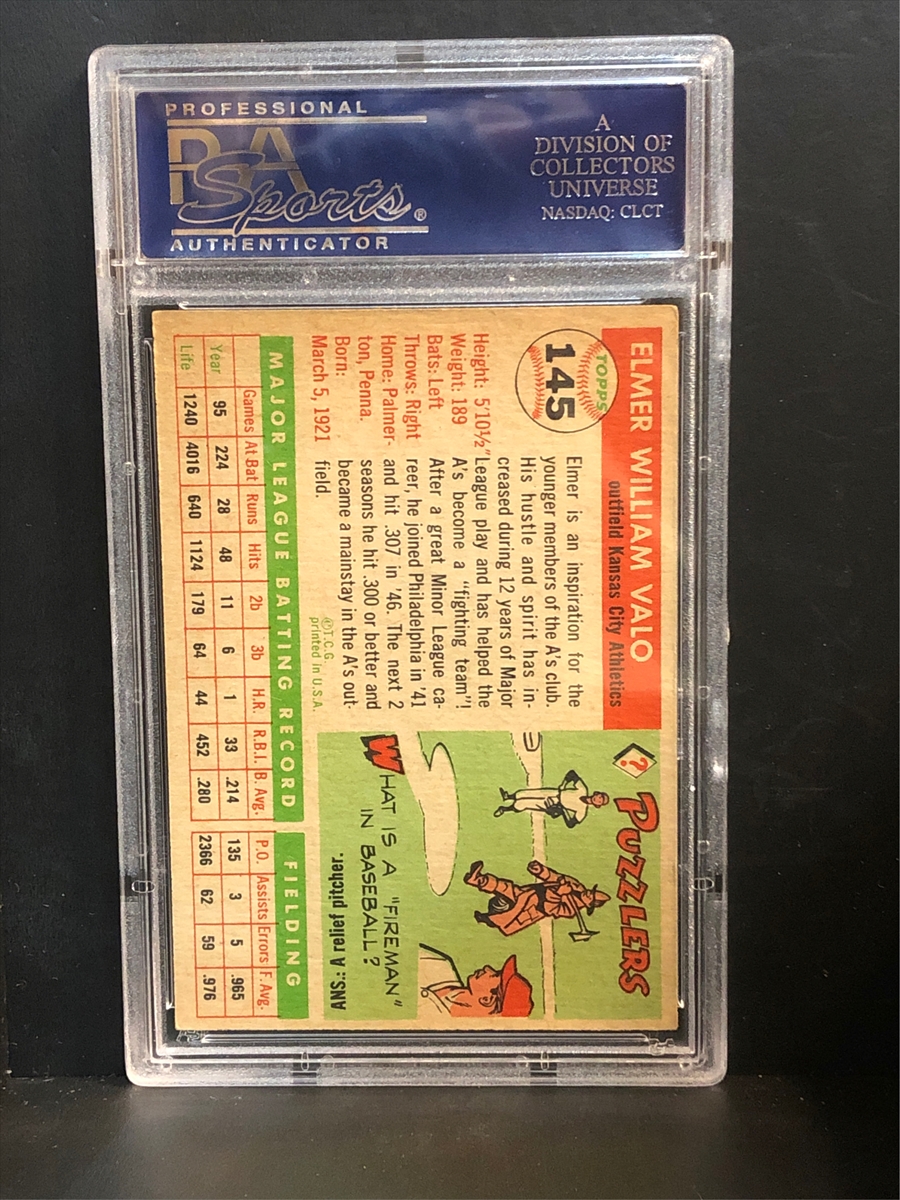 PROFESSIONAL
PSA
Sports®
AUTHENTICATOR
A
DIVISION OF
COLLECTORS
UNIVERSE
NASDAQ: CLCT
TOPPS
145
ELMER WILLIAM VALO
outfield Kansas City Athletics
Height: 5'10½"
Weight: 189
Bats: Left
Throws: Right
Home: Palmer-
ton, Penna.
Born:
March 5, 1921
Elmer is an inspiration for the
younger members of the A's club.
His hustle and spirit has in-
creased during 12 years of Major
League play and has helped the
A's become a "fighting team"!
After a great Minor League ca-
reer, he joined Philadelphia in '41
and hit .307 in '46. The next 2
seasons he hit .300 or better and
became a mainstay in the A's out-
field.
©T.C.G.
printed in U.S.A.
? PUZZLERS
WHAT IS A "FIREMAN"
IN BASEBALL?
ANS.: A relief pitcher.
MAJOR LEAGUE BATTING RECORD FIELDING
Games At Bat Runs Hits 2b 3b H.R. R.B.I. B. Avg. P.O. Assists Errors F. Avg.
Year 95 224 28 48 11 6 1 33 .214 135 3 5 .965
Life 1240 4016 640 1124 179 64 44 452 .280 2366 62 59 .976